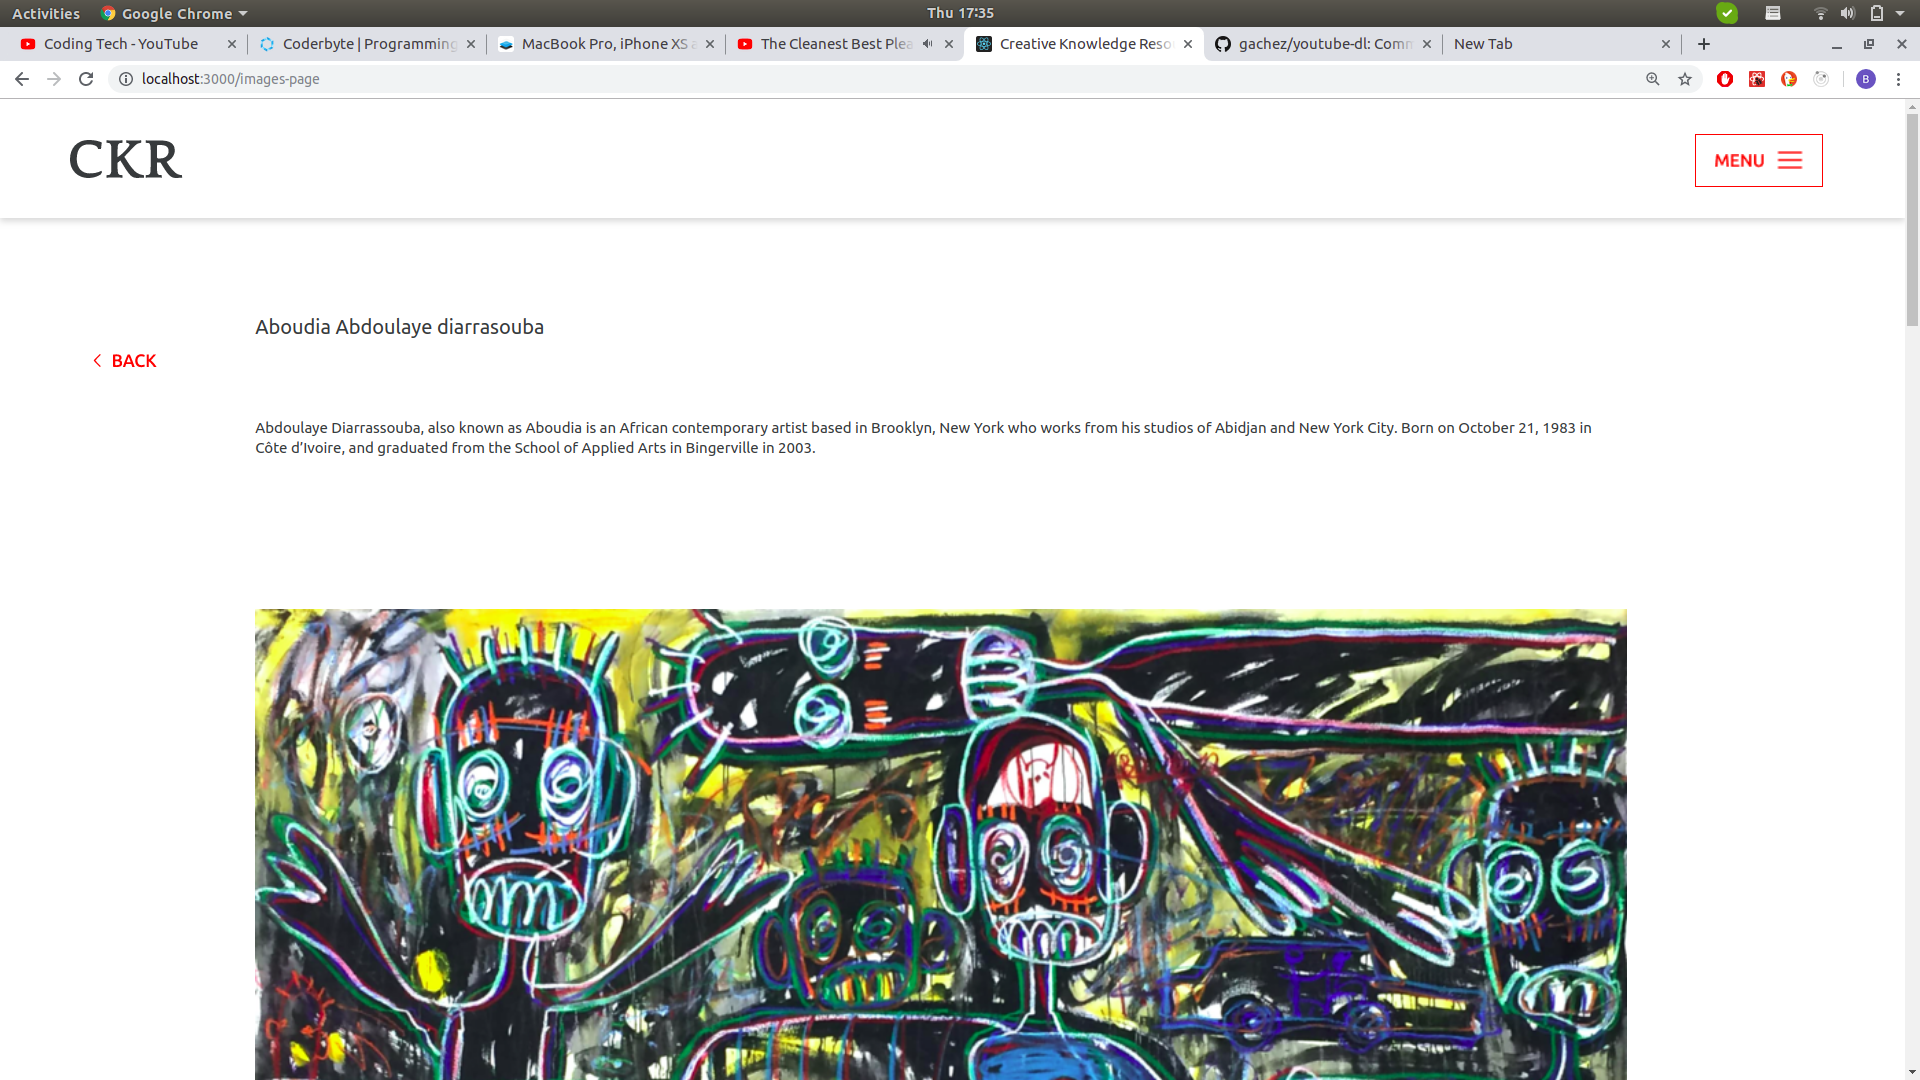 Activities
Google Chrome
Thu 17:35
Coding Tech - YouTube
Coderbyte | Programming
MacBook Pro, iPhone XS a
The Cleanest Best Plea
Creative Knowledge Reso
gachez/youtube-dl: Comm
New Tab
localhost:3000/images-page
B
CKR
MENU
Aboudia Abdoulaye diarrasouba
BACK
Abdoulaye Diarrassouba, also known as Aboudia is an African contemporary artist based in Brooklyn, New York who works from his studios of Abidjan and New York City. Born on October 21, 1983 in
Côte d’Ivoire, and graduated from the School of Applied Arts in Bingerville in 2003.